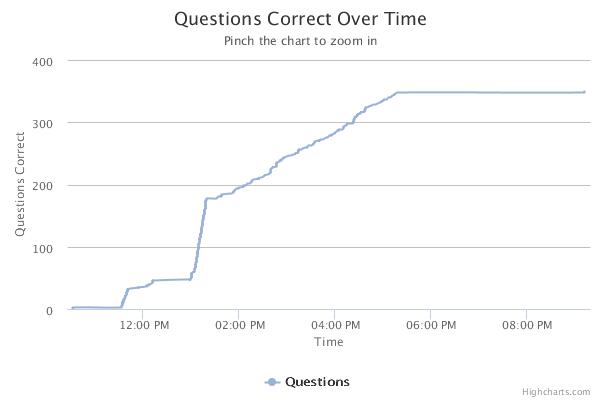 Questions Correct Over Time
Pinch the chart to zoom in
Questions Correct
400
300
200
100
0
12:00 PM 02:00 PM 04:00 PM 06:00 PM 08:00 PM
Time
Questions
Highcharts.com